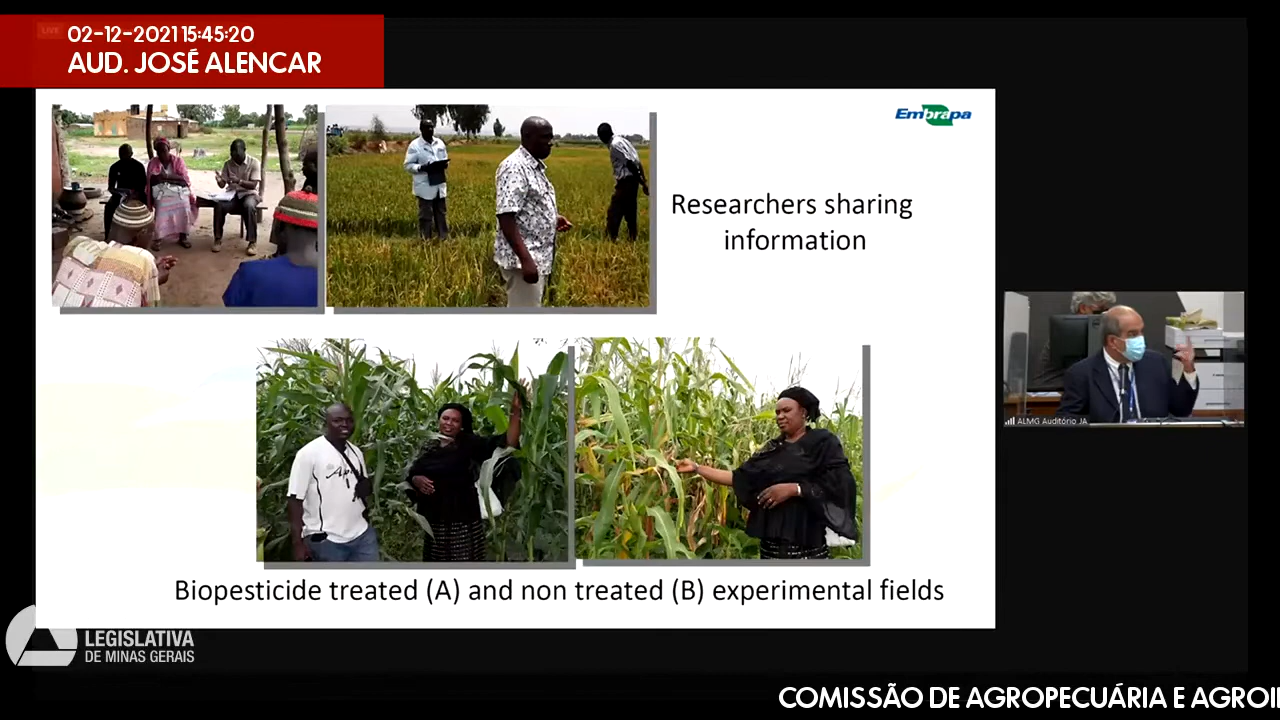 LIVE
02-12-2021 15:45:20
AUD. JOSÉ ALENCAR
Embrapa
Researchers sharing
information
ALMG Auditório JA
Biopesticide treated (A) and non treated (B) experimental fields
LEGISLATIVA
DE MINAS GERAIS
COMISSÃO DE AGROPECUÁRIA E AGROI